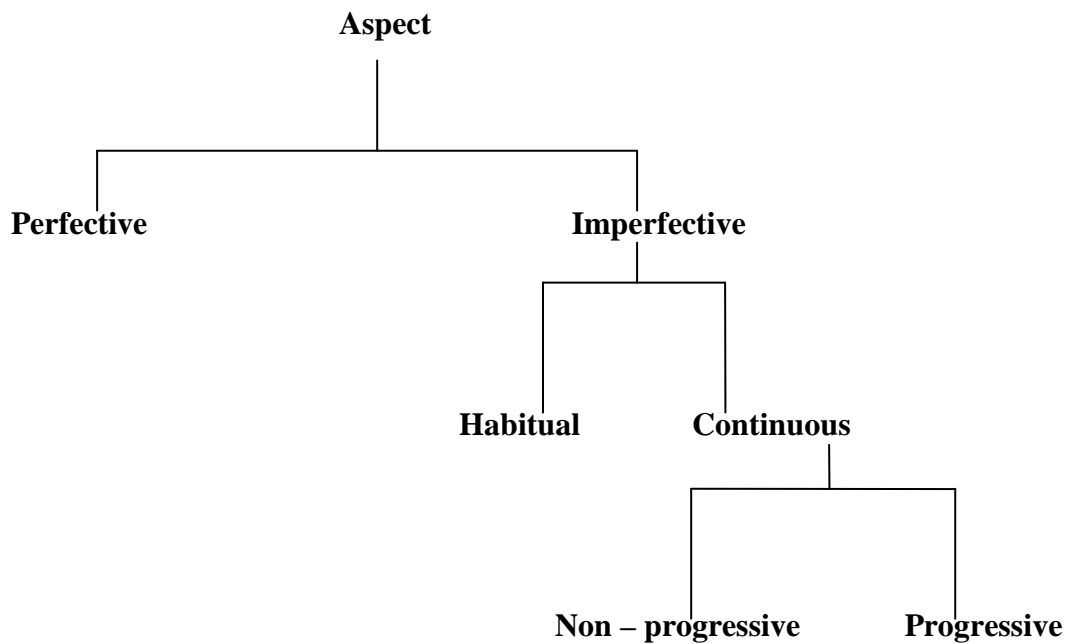 Aspect
Perfective Imperfective
Habitual Continuous
Non – progressive Progressive